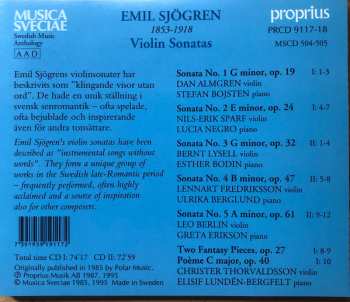 MUSICA
SVECIAE
Swedish Music
Anthology
AAD
EMIL SJÖGREN
1853-1918
Violin Sonatas
proprius
PRCD 9117-18
MSCD 504-505
Emil Sjögrens violinsonater har
beskrivits som "klingande visor utan
ord". De hade en unik ställning i
svensk senromantik – ofta spelade,
ofta bejublade och inspirerande
även för andra tonsättare.
Emil Sjögren's violin sonatas have been
described as "instrumental songs without
words". They form a unique group of
works in the Swedish late-Romantic period
– frequently performed, often highly
acclaimed and a source of inspiration
also for other composers.
Sonata No. 1 G minor, op. 19 I: 1-3
DAN ALMGREN violin
STEFAN BOJSTEN piano
Sonata No. 2 E minor, op. 24 I: 4-7
NILS-ERIK SPARF violin
LUCIA NEGRO piano
Sonata No. 3 G minor, op. 32 II: 1-4
BERNT LYSELL violin
ESTHER BODIN piano
Sonata No. 4 B minor, op. 47 II: 5-8
LENNART FREDRIKSSON violin
ULRIKA BERGLUND piano
Sonata No. 5 A minor, op. 61 II: 9-12
LEO BERLIN violin
GRETA ERIKSON piano
Two Fantasy Pieces, op. 27 I: 8-9
Poème C major, op. 40 I: 10
CHRISTER THORVALDSSON violin
ELISIF LUNDÉN-BERGFELT piano
7 391959 191172
Total time CD I: 74'17 CD II: 72'59
Originally published in 1985 by Polar Music.
℗ Proprius AB 1987, 1995
© Musica Sveciae 1985, 1995 Made in Sweden